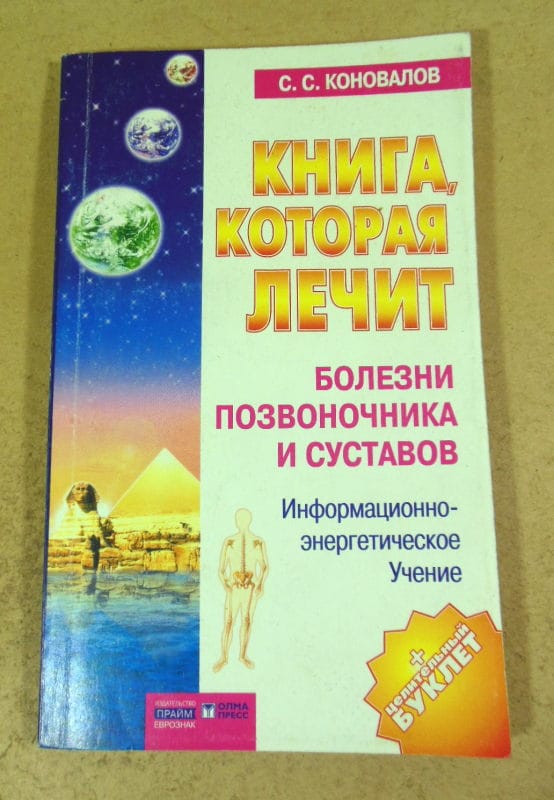 С. С. КОНОВАЛОВ
КНИГА,
КОТОРАЯ
ЛЕЧИТ
БОЛЕЗНИ
ПОЗВОНОЧНИКА
И СУСТАВОВ
Информационно-
энергетическое
Учение
+
целительный
БУКЛЕТ
ИЗДАТЕЛЬСТВО
ПРАЙМ
ЕВРОЗНАК
ОЛМА
ПРЕСС